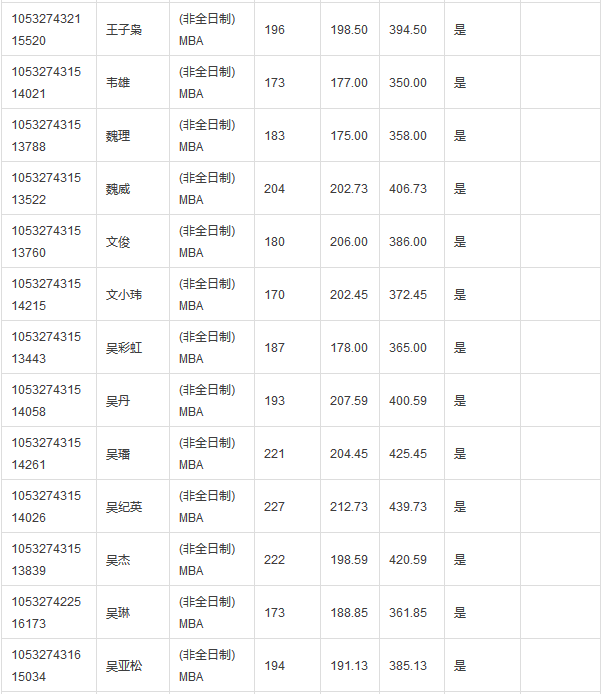 1053274321 王子枭 (非全日制) 196 198.50 394.50 是
15520 MBA
1053274315 韦雄 (非全日制) 173 177.00 350.00 是
14021 MBA
1053274315 魏理 (非全日制) 183 175.00 358.00 是
13788 MBA
1053274315 魏威 (非全日制) 204 202.73 406.73 是
13522 MBA
1053274315 文俊 (非全日制) 180 206.00 386.00 是
13760 MBA
1053274315 文小玮 (非全日制) 170 202.45 372.45 是
14215 MBA
1053274315 吴彩虹 (非全日制) 187 178.00 365.00 是
13443 MBA
1053274315 吴丹 (非全日制) 193 207.59 400.59 是
14058 MBA
1053274315 吴璠 (非全日制) 221 204.45 425.45 是
14261 MBA
1053274315 吴纪英 (非全日制) 227 212.73 439.73 是
14026 MBA
1053274315 吴杰 (非全日制) 222 198.59 420.59 是
13839 MBA
1053274225 吴琳 (非全日制) 173 188.85 361.85 是
16173 MBA
1053274316 吴亚松 (非全日制) 194 191.13 385.13 是
15034 MBA